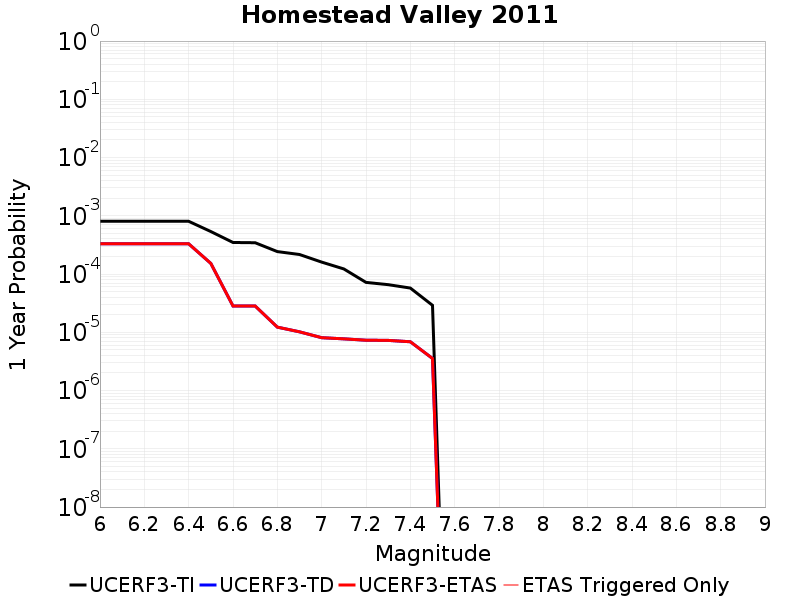 Homestead Valley 2011
1 Year Probability
10^0
10^-1
10^-2
10^-3
10^-4
10^-5
10^-6
10^-7
10^-8
6 6.2 6.4 6.6 6.8 7 7.2 7.4 7.6 7.8 8 8.2 8.4 8.6 8.8 9
Magnitude
UCERF3-TI UCERF3-TD UCERF3-ETAS ETAS Triggered Only